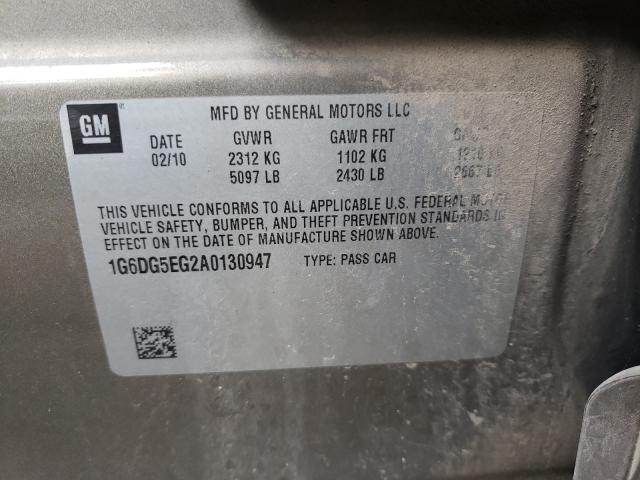 GM
MFD BY GENERAL MOTORS LLC
DATE GVWR GAWR FRT
02/10 2312 KG 1102 KG
5097 LB 2430 LB
THIS VEHICLE CONFORMS TO ALL APPLICABLE U.S. FEDERAL MOTOR
VEHICLE SAFETY, BUMPER, AND THEFT PREVENTION STANDARDS IN
EFFECT ON THE DATE OF MANUFACTURE SHOWN ABOVE.
1G6DG5EG2A0130947 TYPE: PASS CAR